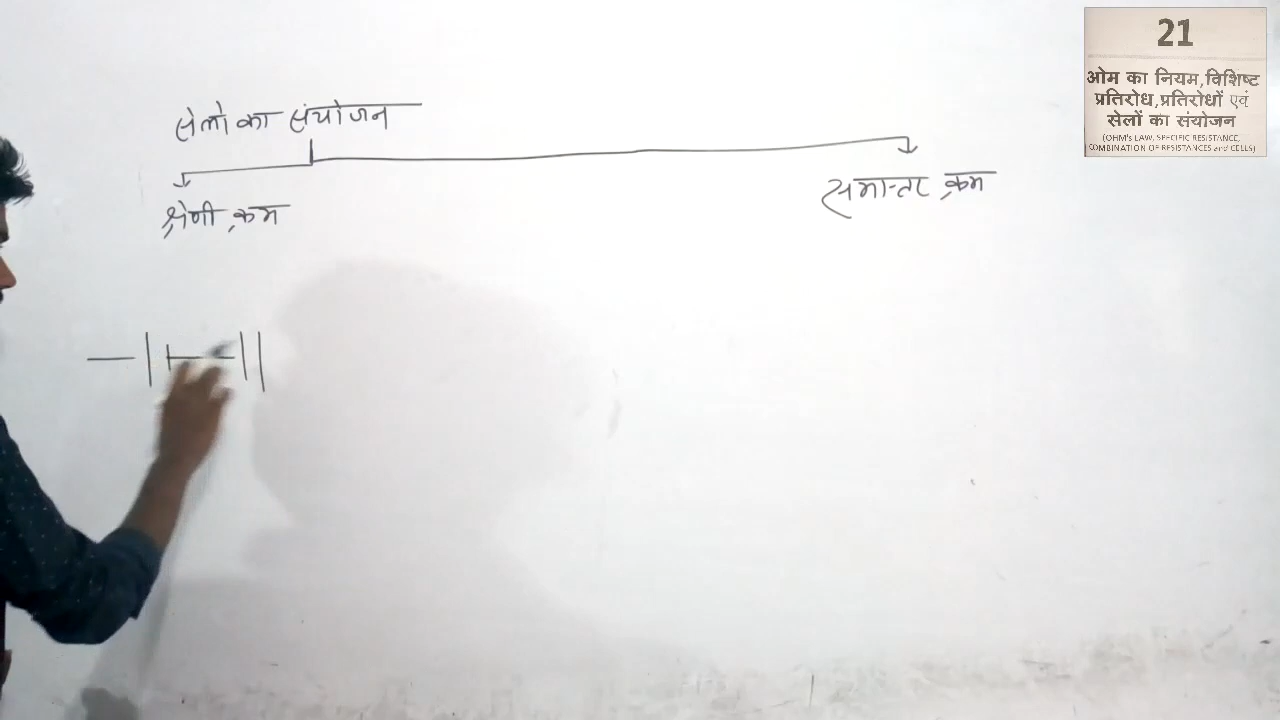 सेलो का संयोजन
श्रेणी क्रम
समान्तर क्रम
21
ओम का नियम,विशिष्ट
प्रतिरोध,प्रतिरोधों एवं
सेलों का संयोजन
(OHM's LAW, SPECIFIC RESISTANCE,
COMBINATION OF RESISTANCES and CELLS)